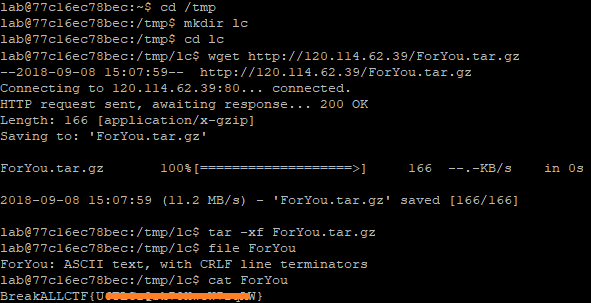 lab@77c16ec78bec:~$ cd /tmp
lab@77c16ec78bec:/tmp$ mkdir lc
lab@77c16ec78bec:/tmp$ cd lc
lab@77c16ec78bec:/tmp/lc$ wget http://120.114.62.39/ForYou.tar.gz
--2018-09-08 15:07:59--  http://120.114.62.39/ForYou.tar.gz
Connecting to 120.114.62.39:80... connected.
HTTP request sent, awaiting response... 200 OK
Length: 166 [application/x-gzip]
Saving to: 'ForYou.tar.gz'
ForYou.tar.gz       100%[===================>]     166  --.-KB/s    in 0s
2018-09-08 15:07:59 (11.2 MB/s) - 'ForYou.tar.gz' saved [166/166]
lab@77c16ec78bec:/tmp/lc$ tar -xf ForYou.tar.gz
lab@77c16ec78bec:/tmp/lc$ file ForYou
ForYou: ASCII text, with CRLF line terminators
lab@77c16ec78bec:/tmp/lc$ cat ForYou